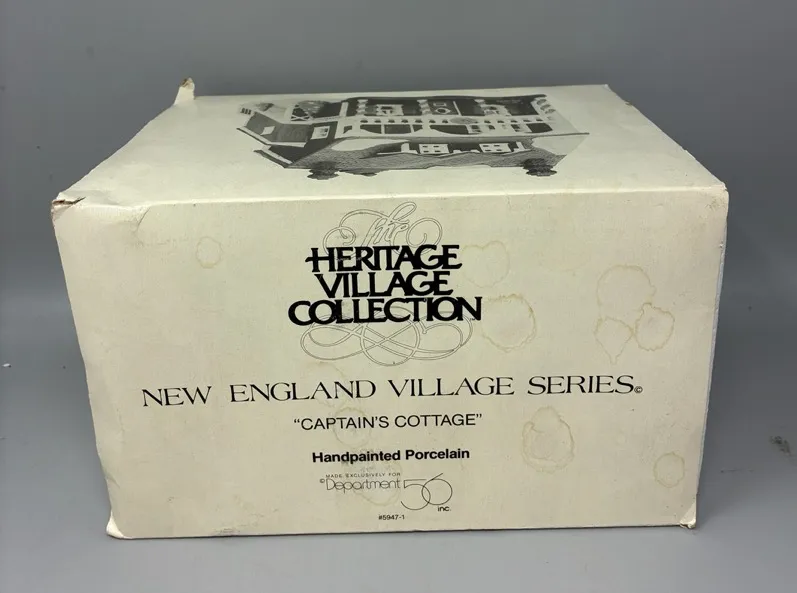 the
HERITAGE
VILLAGE
COLLECTION™
NEW ENGLAND VILLAGE SERIES©
“CAPTAIN'S COTTAGE”
Handpainted Porcelain
MADE EXCLUSIVELY FOR
©Department 56 inc.
#5947-1